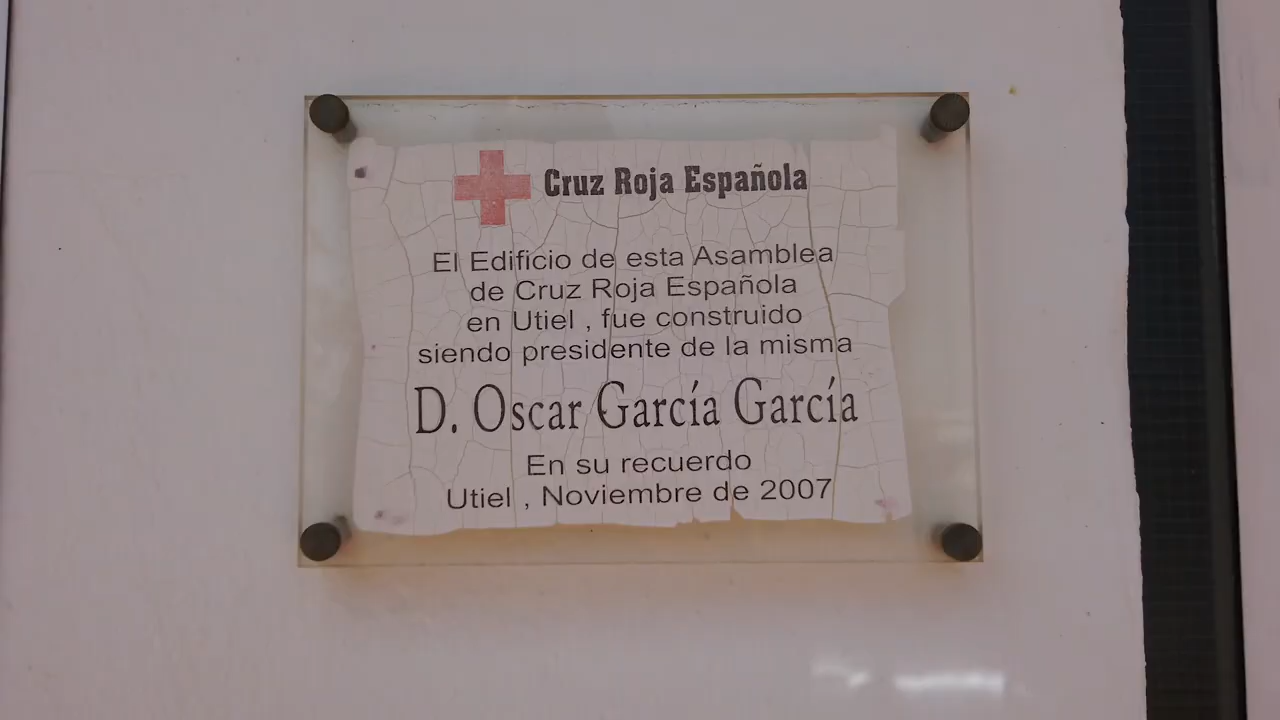 Cruz Roja Española
El Edificio de esta Asamblea
de Cruz Roja Española
en Utiel , fue construido
siendo presidente de la misma
D. Oscar García García
En su recuerdo
Utiel , Noviembre de 2007